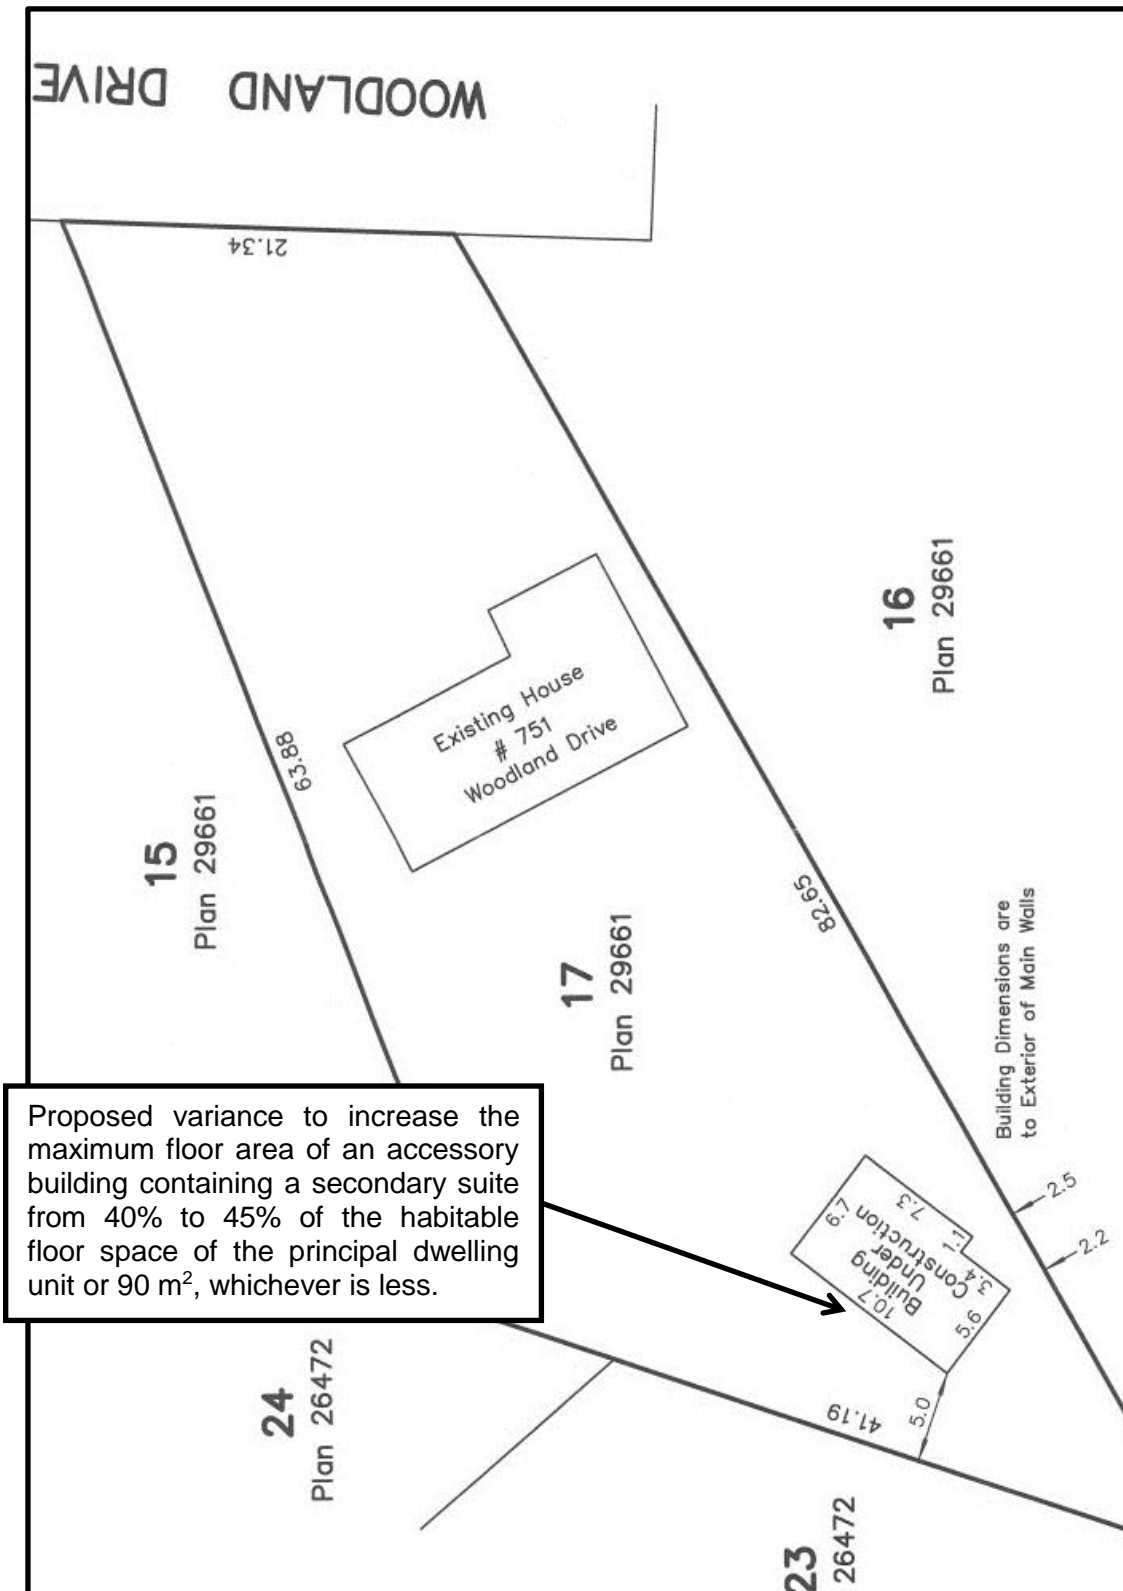 WOODLAND DRIVE
21.34
63.88
15
Plan 29661
Existing House
# 751
Woodland Drive
16
Plan 29661
82.65
17
Plan 29661
Building Dimensions are
to Exterior of Main Walls
Proposed variance to increase the
maximum floor area of an accessory
building containing a secondary suite
from 40% to 45% of the habitable
floor space of the principal dwelling
unit or 90 m², whichever is less.
6.7
7.3
1.1
3.4
Building
Under
Construction
10.7
5.6
2.5
2.2
5.0
41.19
24
Plan 26472
23
26472